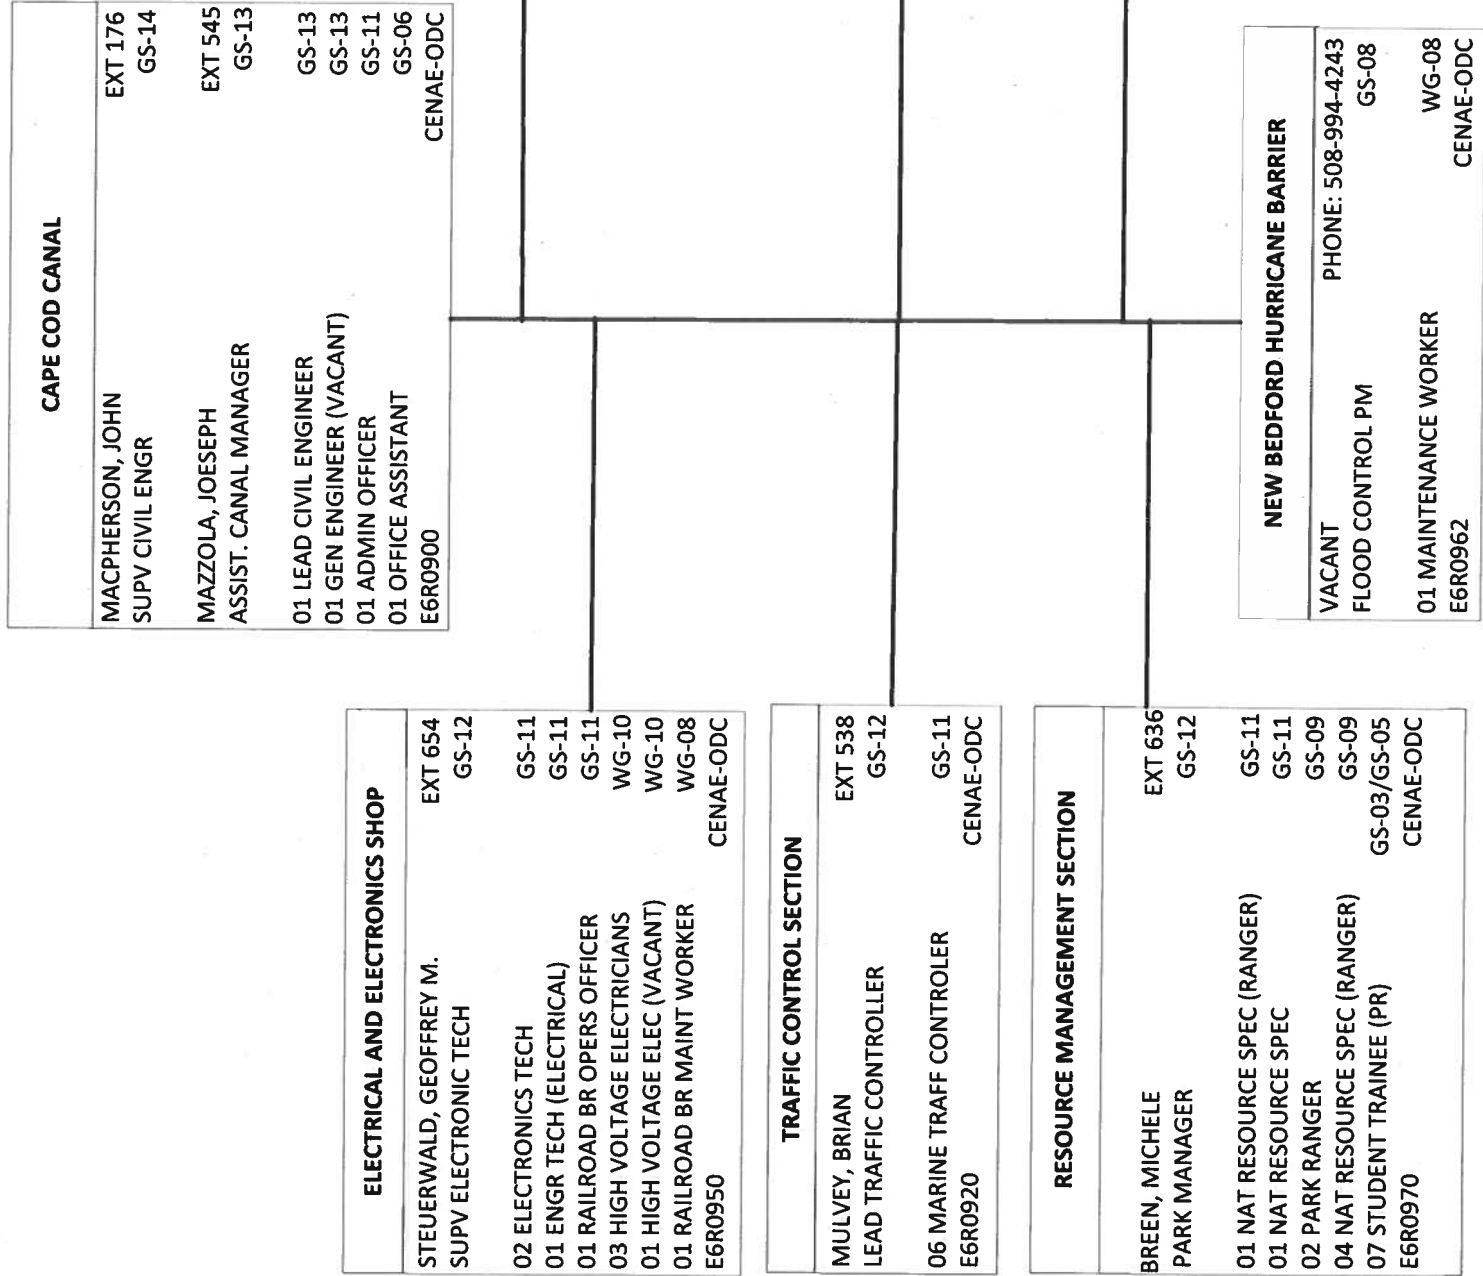 CAPE COD CANAL
MACPHERSON, JOHN EXT 176
SUPV CIVIL ENGR GS-14
MAZZOLA, JOESEPH EXT 545
ASSIST. CANAL MANAGER GS-13
01 LEAD CIVIL ENGINEER GS-13
01 GEN ENGINEER (VACANT) GS-13
01 ADMIN OFFICER GS-11
01 OFFICE ASSISTANT GS-06
E6R0900 CENAE-ODC
ELECTRICAL AND ELECTRONICS SHOP
STEUERWALD, GEOFFREY M. EXT 654
SUPV ELECTRONIC TECH GS-12
02 ELECTRONICS TECH GS-11
01 ENGR TECH (ELECTRICAL) GS-11
01 RAILROAD BR OPERS OFFICER GS-11
03 HIGH VOLTAGE ELECTRICIANS WG-10
01 HIGH VOLTAGE ELEC (VACANT) WG-10
01 RAILROAD BR MAINT WORKER WG-08
E6R0950 CENAE-ODC
TRAFFIC CONTROL SECTION
MULVEY, BRIAN EXT 538
LEAD TRAFFIC CONTROLLER GS-12
06 MARINE TRAFF CONTROLER GS-11
E6R0920 CENAE-ODC
RESOURCE MANAGEMENT SECTION
BREEN, MICHELE EXT 636
PARK MANAGER GS-12
01 NAT RESOURCE SPEC (RANGER) GS-11
01 NAT RESOURCE SPEC GS-11
02 PARK RANGER GS-09
04 NAT RESOURCE SPEC (RANGER) GS-09
07 STUDENT TRAINEE (PR) GS-03/GS-05
E6R0970 CENAE-ODC
NEW BEDFORD HURRICANE BARRIER
VACANT PHONE: 508-994-4243
FLOOD CONTROL PM GS-08
01 MAINTENANCE WORKER WG-08
E6R0962 CENAE-ODC